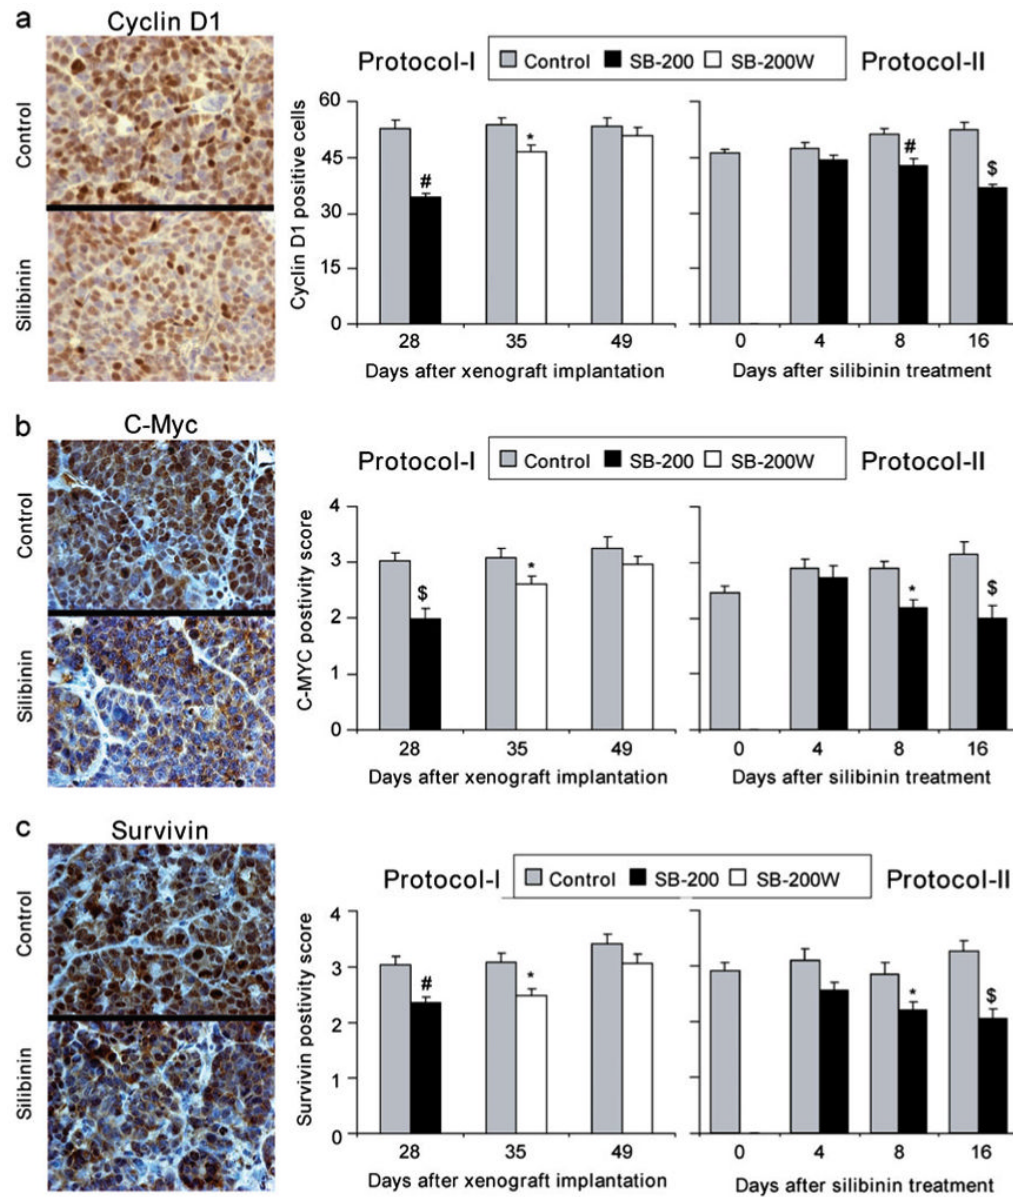 a
Cyclin D1
Control
Silibinin
Protocol-I
Control SB-200 SB-200W
Protocol-II
Cyclin D1 positive cells
60
45
30
15
0
#
*
#
$
28 35 49
0 4 8 16
Days after xenograft implantation
Days after silibinin treatment
b
C-Myc
Control
Silibinin
Protocol-I
Control SB-200 SB-200W
Protocol-II
C-MYC postivity score
4
3
2
1
0
$
*
*
$
28 35 49
0 4 8 16
Days after xenograft implantation
Days after silibinin treatment
c
Survivin
Control
Silibinin
Protocol-I
Control SB-200 SB-200W
Protocol-II
Survivin postivity score
4
3
2
1
0
#
*
*
$
28 35 49
0 4 8 16
Days after xenograft implantation
Days after silibinin treatment